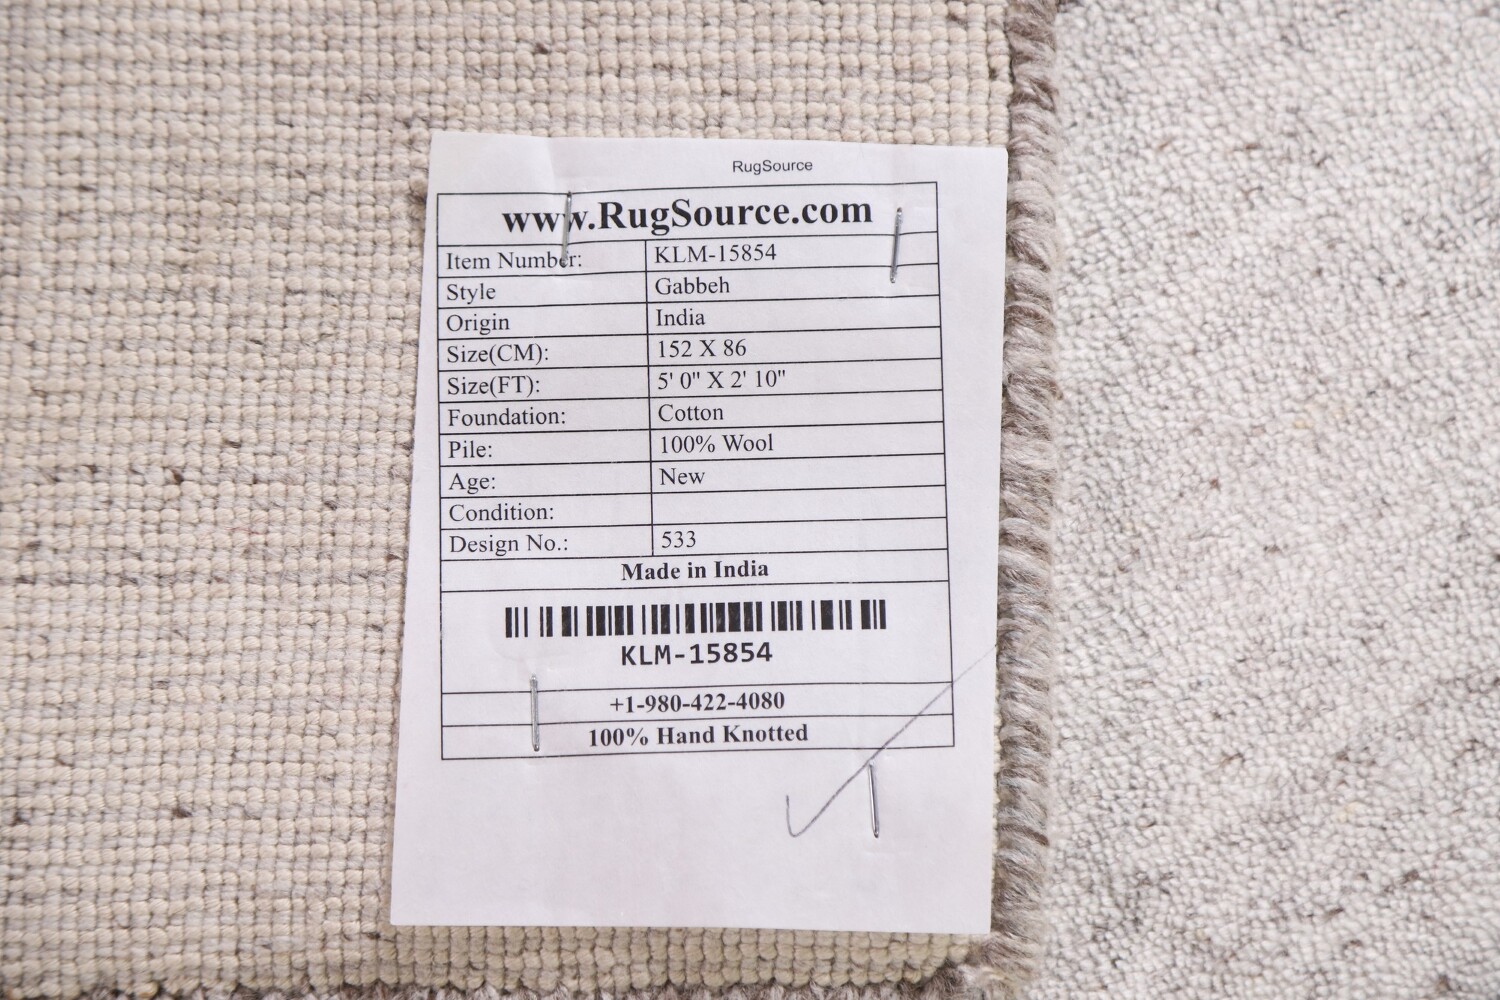 RugSource
www.RugSource.com
Item Number: KLM-15854
Style Gabbeh
Origin India
Size(CM): 152 X 86
Size(FT): 5' 0" X 2' 10"
Foundation: Cotton
Pile: 100% Wool
Age: New
Condition:
Design No.: 533
Made in India
KLM-15854
+1-980-422-4080
100% Hand Knotted